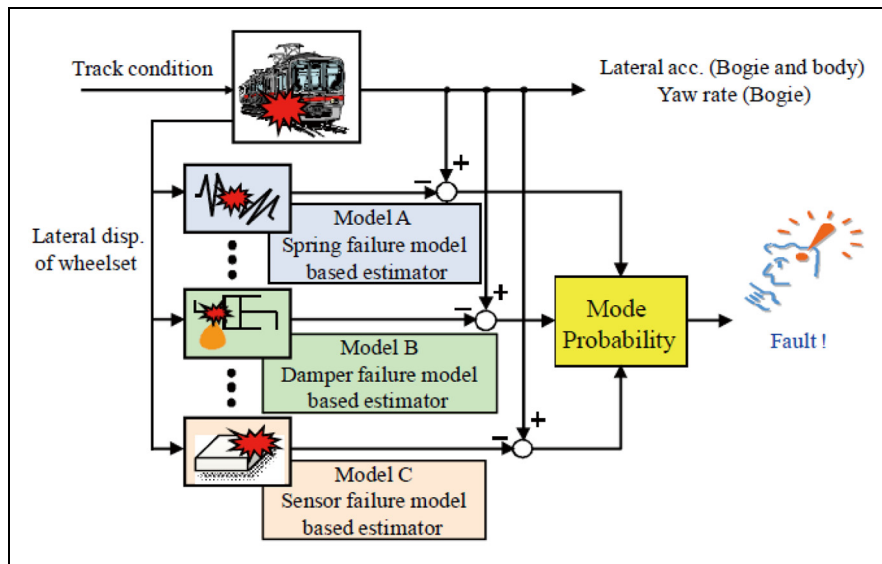 Track condition
Lateral acc. (Bogie and body)
Yaw rate (Bogie)
+
−
Model A
Spring failure model
based estimator
Lateral disp.
of wheelset
+
−
Model B
Damper failure model
based estimator
Mode
Probability
Fault !
+
−
Model C
Sensor failure model
based estimator